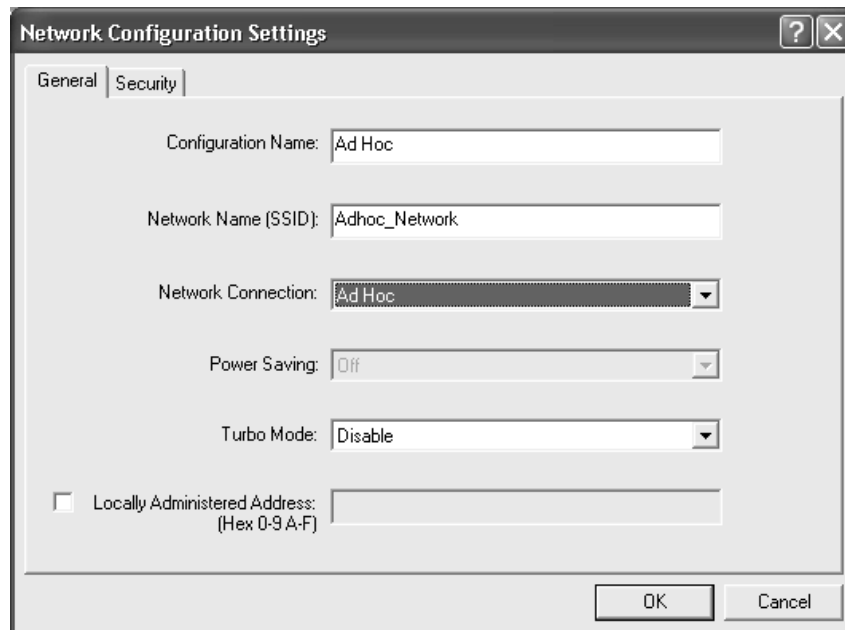 Network Configuration Settings
General
Security
Configuration Name: Ad Hoc
Network Name (SSID): Adhoc_Network
Network Connection: Ad Hoc
Power Saving: Off
Turbo Mode: Disable
Locally Administered Address:
(Hex 0-9 A-F)
OK
Cancel